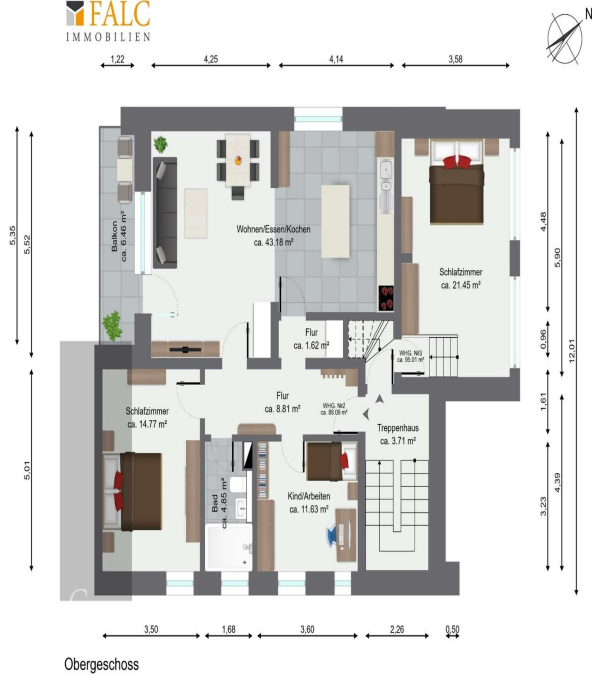 FALC
IMMOBILIEN
N
1,22
4,25
4,14
3,58
5,35
5,52
Balkon
ca. 6.46 m²
Wohnen/Essen/Kochen
ca. 43.18 m²
Schlafzimmer
ca. 21.45 m²
4,48
5,90
12,01
Flur
ca. 1.62 m²
WHG. №3
ca. 95.01 m²
0,96
Schlafzimmer
ca. 14.77 m²
Flur
ca. 8.81 m²
WHG. №2
ca. 88.09 m²
Treppenhaus
ca. 3.71 m²
1,61
5,01
Bad
ca. 4.85 m²
Kind/Arbeiten
ca. 11.63 m²
3,23
4,39
3,50
1,68
3,60
2,26
0,50
Obergeschoss